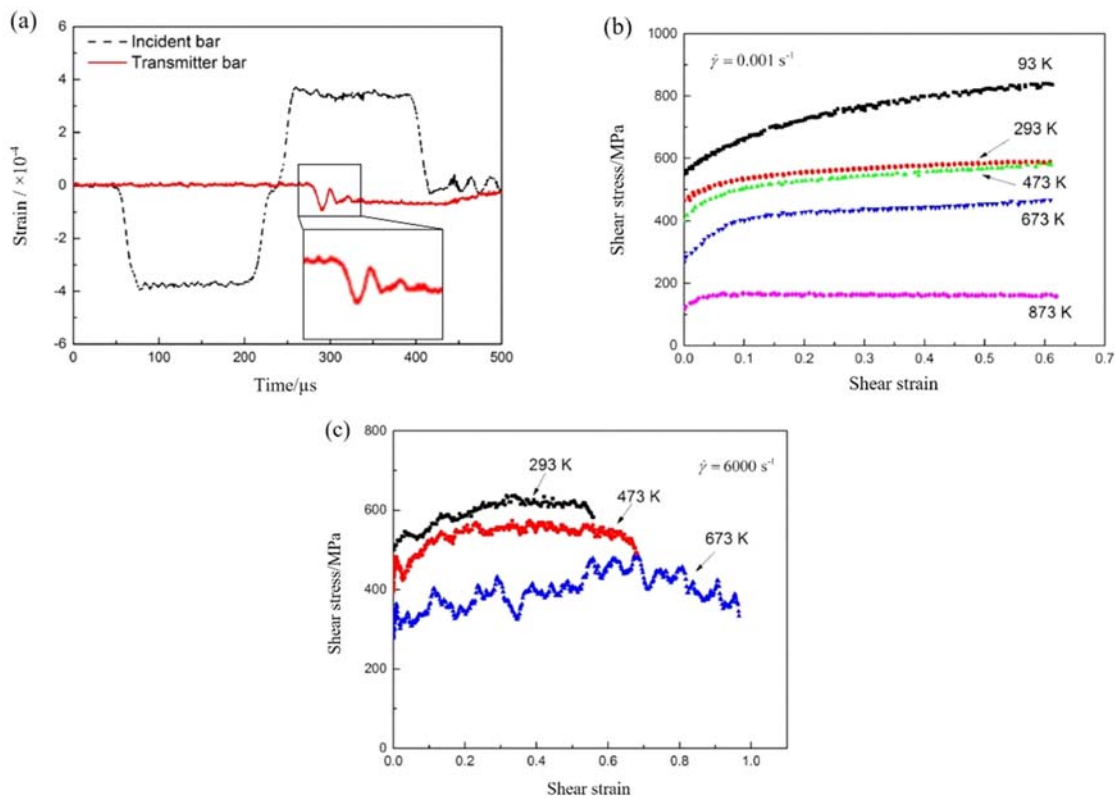 (a)
Incident bar
Transmitter bar
Strain / ×10⁻⁴
6
4
2
0
-2
-4
-6
0
100
200
300
400
500
Time/μs
(b)
γ̇ = 0.001 s⁻¹
93 K
293 K
473 K
673 K
873 K
Shear stress/MPa
1000
800
600
400
200
0
0.0
0.1
0.2
0.3
0.4
0.5
0.6
0.7
Shear strain
(c)
γ̇ = 6000 s⁻¹
293 K
473 K
673 K
Shear stress/MPa
800
600
400
200
0
0.0
0.2
0.4
0.6
0.8
1.0
Shear strain